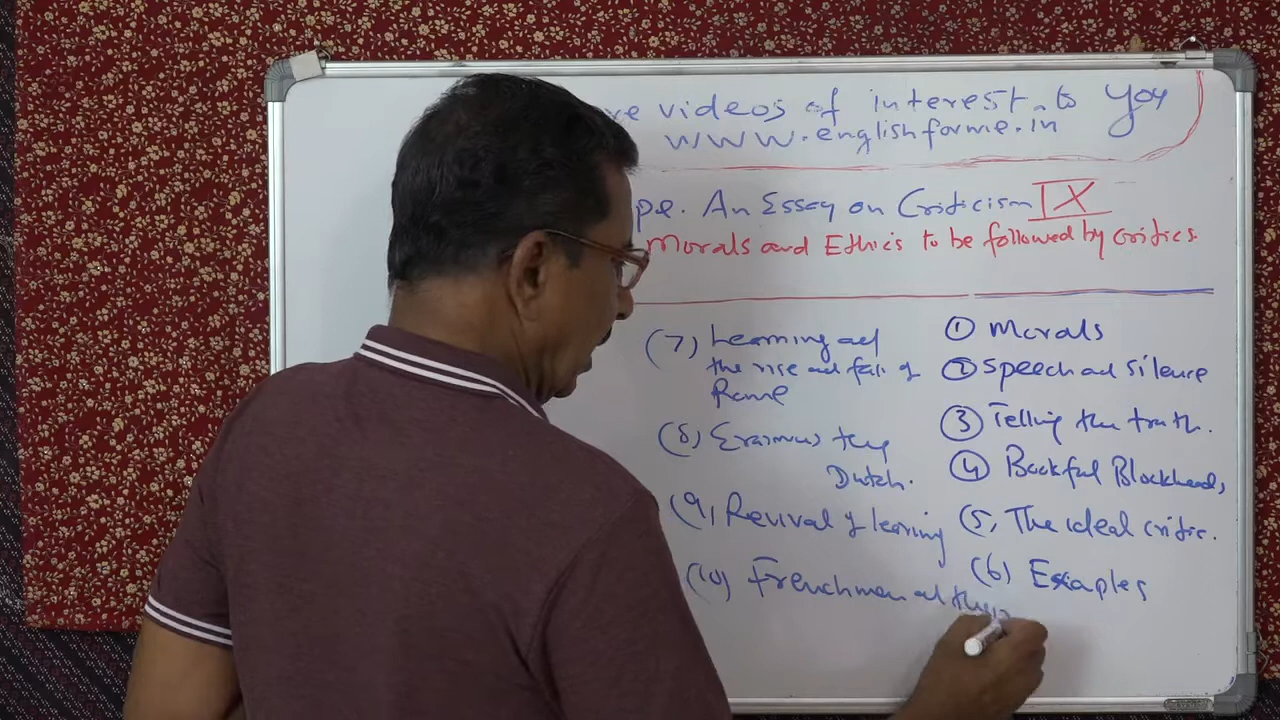 re videos of interest to you
www.englishforme.in
pe. An Essay on Criticism IX
Morals and Ethics to be followed by critics.
(7) Learning and
the rise and fall of
Rome
(8) Erasmus the
Dutch.
(9) Revival of learning
(10) Frenchmen and their
① Morals
② Speech and Silence
③ Telling the truth.
④ Bookful Blockheads,
(5) The ideal critic.
(6) Examples